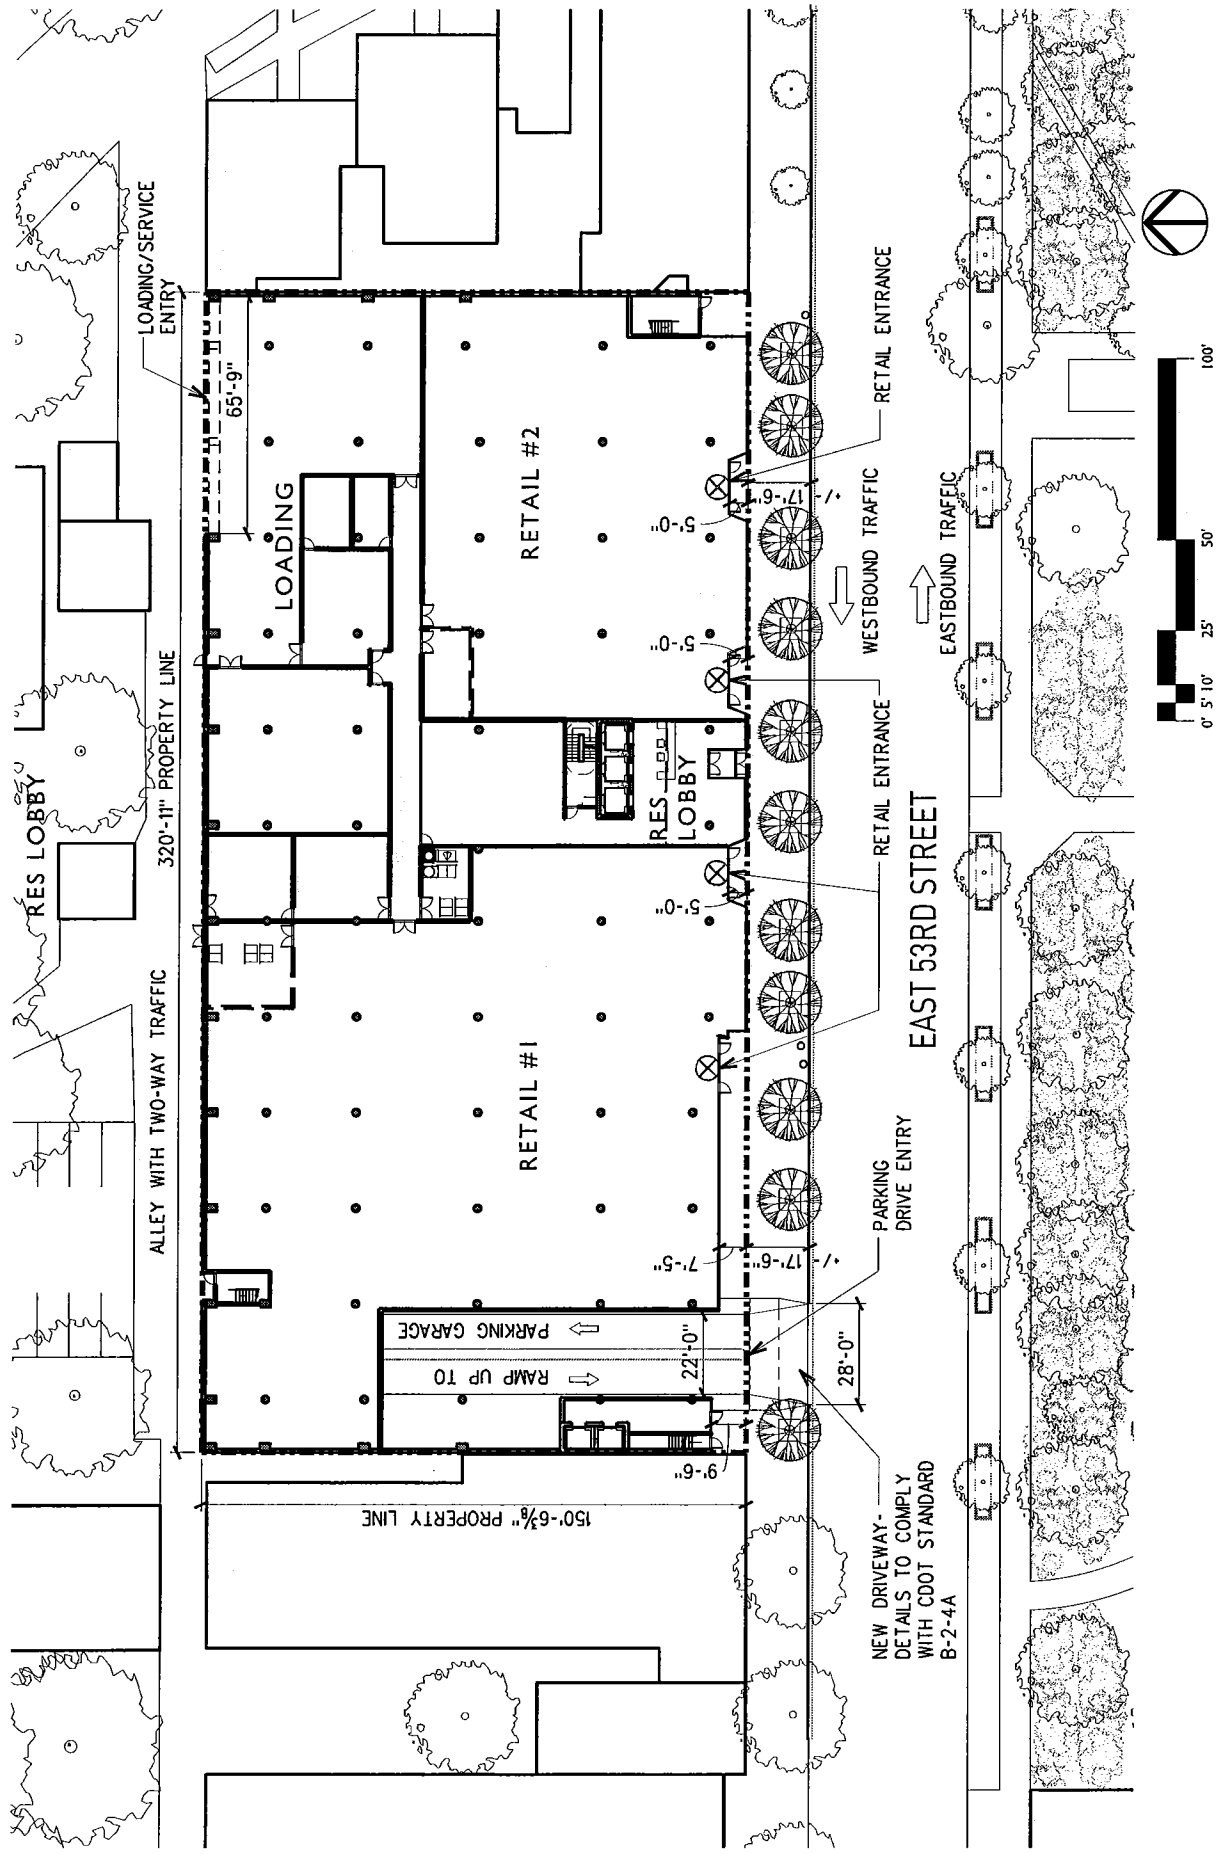 RES LOBBY
ALLEY WITH TWO-WAY TRAFFIC
320'-11" PROPERTY LINE
LOADING/SERVICE
ENTRY
65'-9"
LOADING
150'-6⅜" PROPERTY LINE
RAMP UP TO
PARKING GARAGE
RETAIL #1
RETAIL #2
RES
LOBBY
22'-0"
9'-6"
7'-5"
17'-6"
+/-
28'-0"
5'-0"
5'-0"
5'-0"
17'-6"
+/-
NEW DRIVEWAY-
DETAILS TO COMPLY
WITH CDOT STANDARD
B-2-4A
PARKING
DRIVE ENTRY
RETAIL ENTRANCE
RETAIL ENTRANCE
WESTBOUND TRAFFIC
EASTBOUND TRAFFIC
EAST 53RD STREET
0' 5' 10' 25' 50' 100'